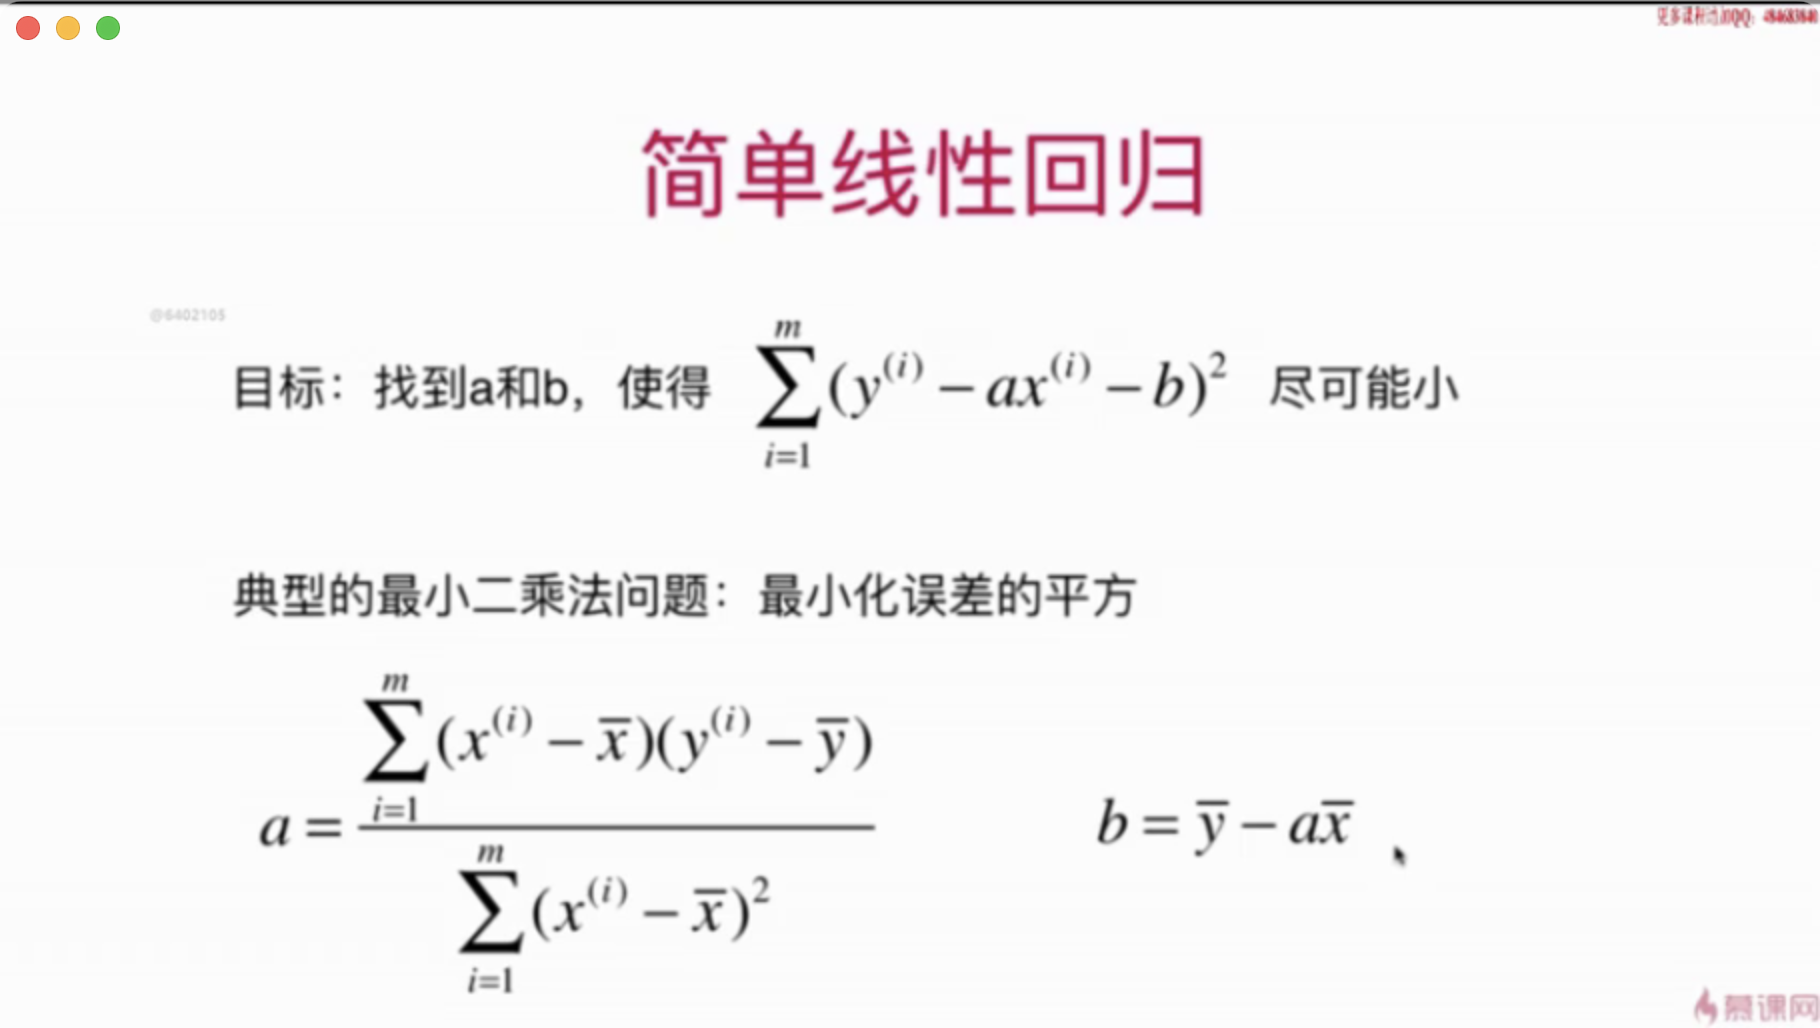 简单线性回归
@6402105
目标：找到a和b，使得 \sum_{i=1}^{m}(y^{(i)} - ax^{(i)} - b)^2 尽可能小
典型的最小二乘法问题：最小化误差的平方
a = \frac{\sum_{i=1}^{m}(x^{(i)} - \overline{x})(y^{(i)} - \overline{y})}{\sum_{i=1}^{m}(x^{(i)} - \overline{x})^2} b = \overline{y} - a\overline{x}
慕课网